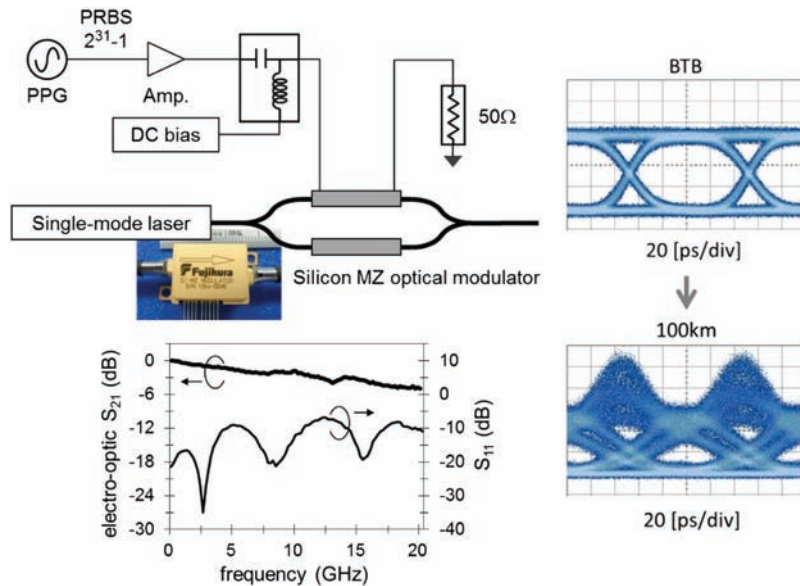 PRBS
2³¹-1
PPG
Amp.
DC bias
50Ω
Single-mode laser
Fujikura
Silicon MZ optical modulator
BTB
20 [ps/div]
100km
20 [ps/div]
electro-optic S₂₁ (dB)
0
-6
-12
-18
-24
-30
10
0
-10
-20
-30
-40
S₁₁ (dB)
0
5
10
15
20
frequency (GHz)